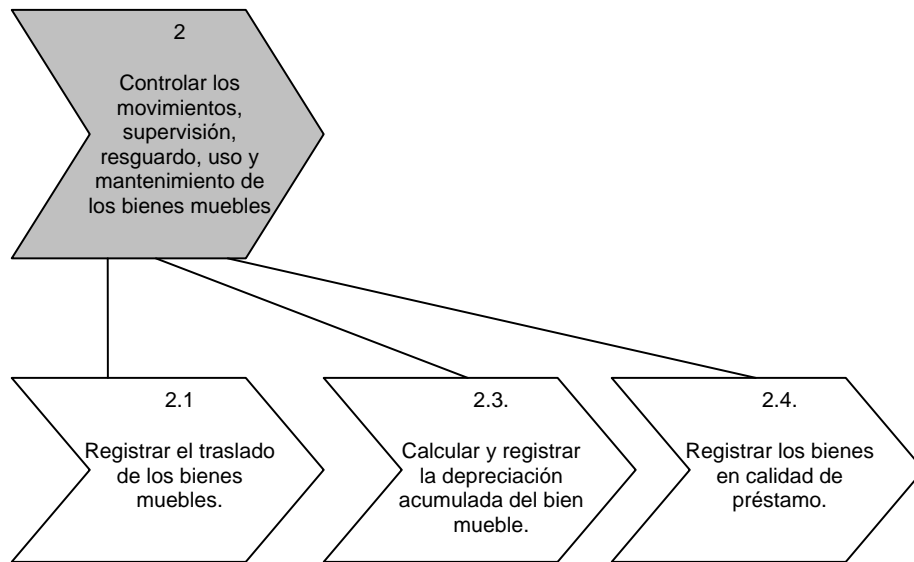 2
Controlar los
movimientos,
supervisión,
resguardo, uso y
mantenimiento de
los bienes muebles
2.1
Registrar el traslado
de los bienes
muebles.
2.3.
Calcular y registrar
la depreciación
acumulada del bien
mueble.
2.4.
Registrar los bienes
en calidad de
préstamo.